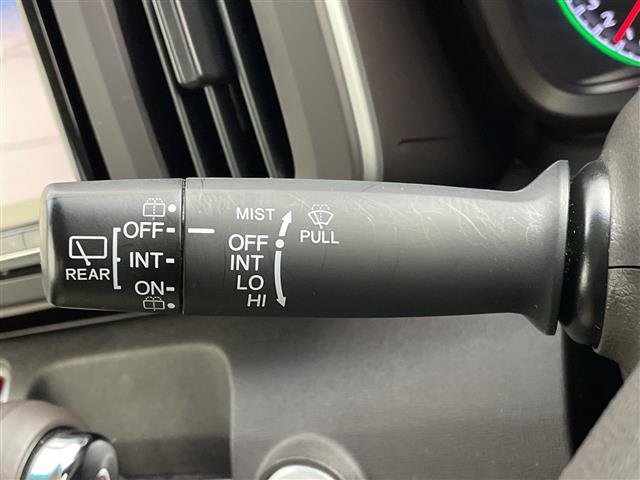 REAR
OFF
INT
ON
MIST
OFF
INT
LO
HI
PULL